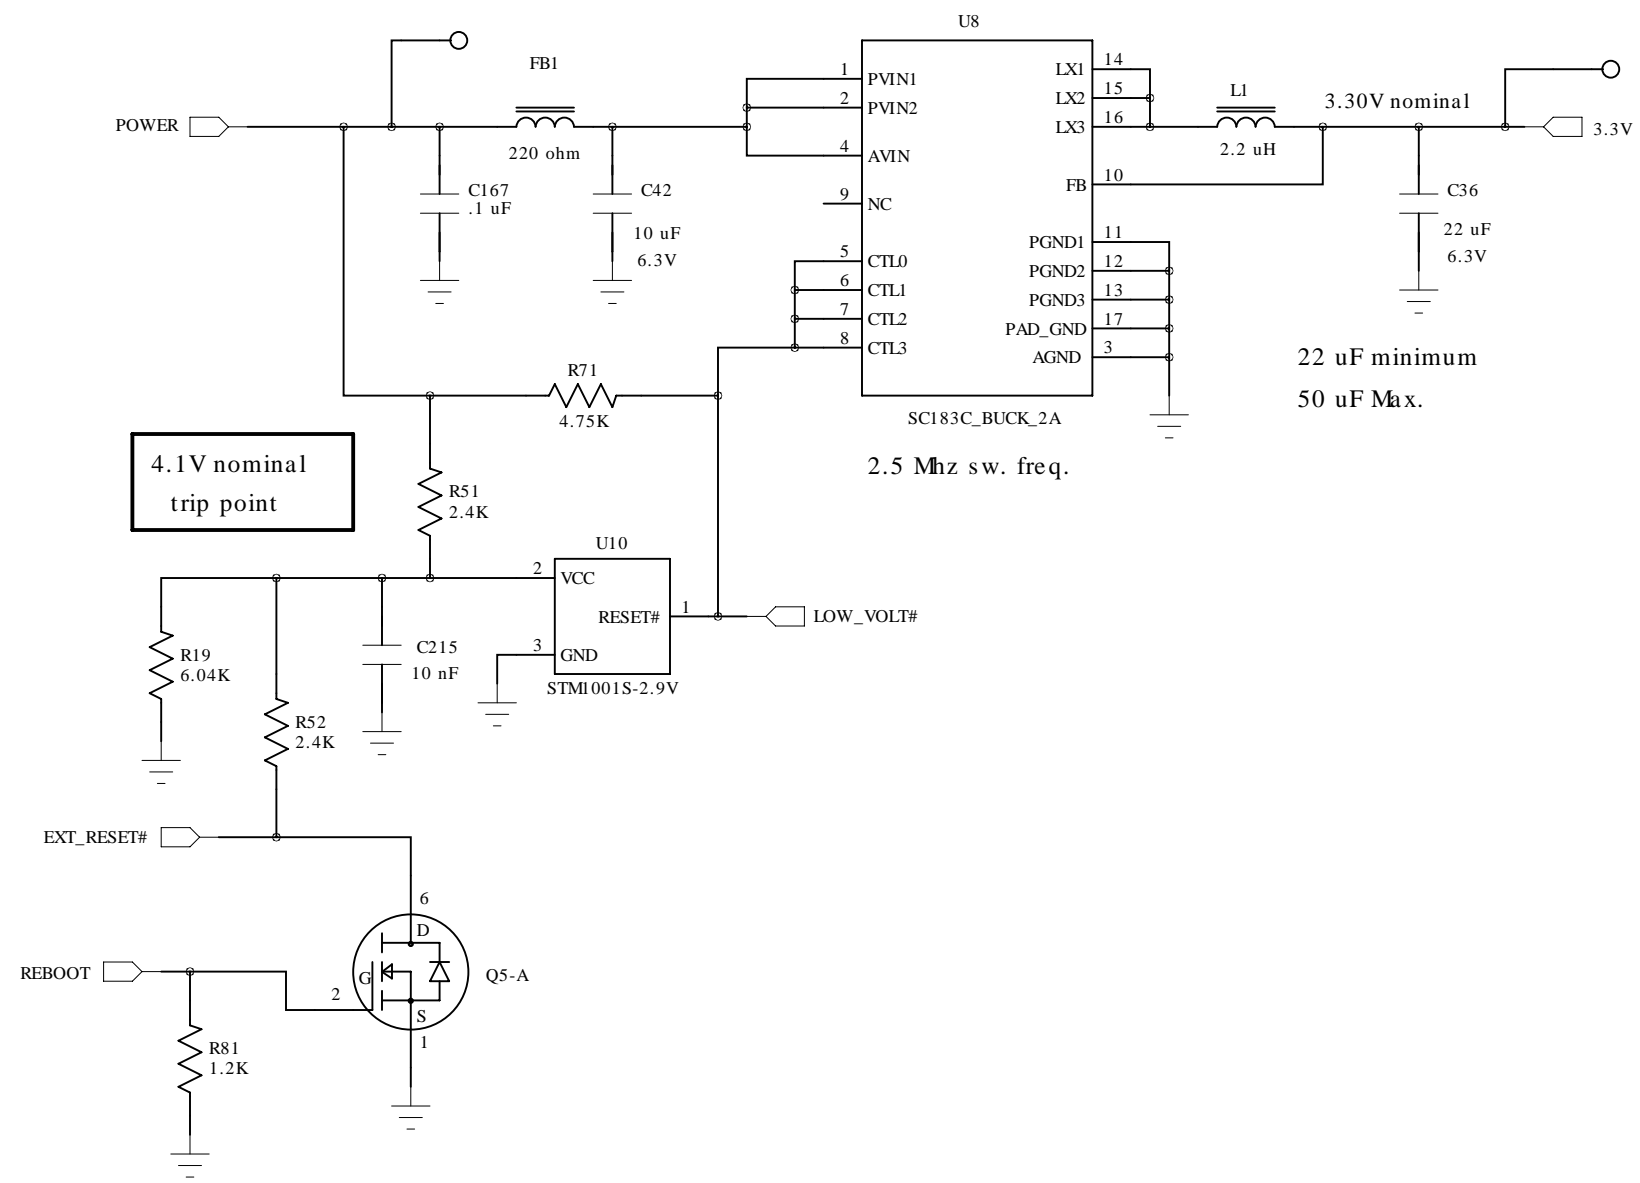 U8
FB1
POWER
220 ohm
C167
.1 uF
C42
10 uF
6.3V
1
PVIN1
2
PVIN2
4
AVIN
9
NC
5
CTL0
6
CTL1
7
CTL2
8
CTL3
LX1
14
LX2
15
LX3
16
FB
10
PGND1
11
PGND2
12
PGND3
13
PAD_GND
17
AGND
3
SC183C_BUCK_2A
2.5 Mhz sw. freq.
L1
2.2 uH
3.30V nominal
3.3V
C36
22 uF
6.3V
22 uF minimum
50 uF Max.
R71
4.75K
4.1V nominal
trip point
R51
2.4K
U10
2
VCC
RESET#
1
3
GND
STM1001S-2.9V
LOW_VOLT#
R19
6.04K
C215
10 nF
R52
2.4K
EXT_RESET#
6
D
G
S
Q5-A
REBOOT
2
1
R81
1.2K